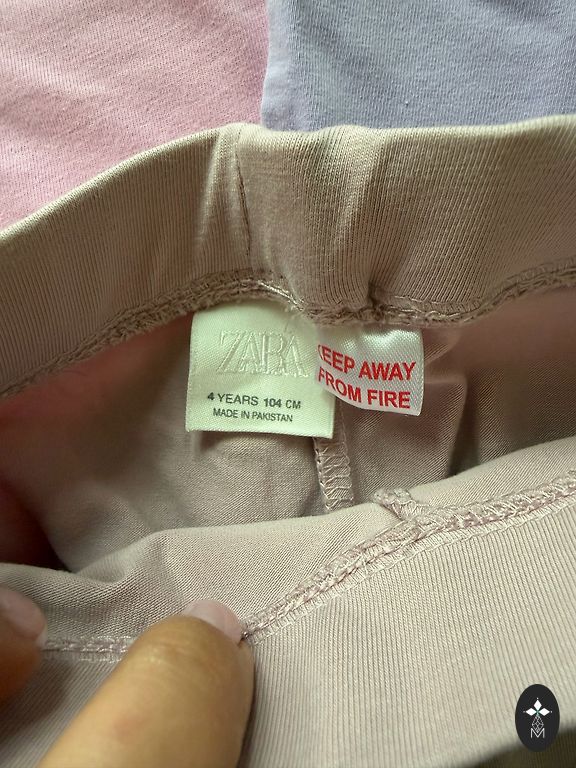 ZARA
4 YEARS 104 CM
MADE IN PAKISTAN
KEEP AWAY
FROM FIRE
M